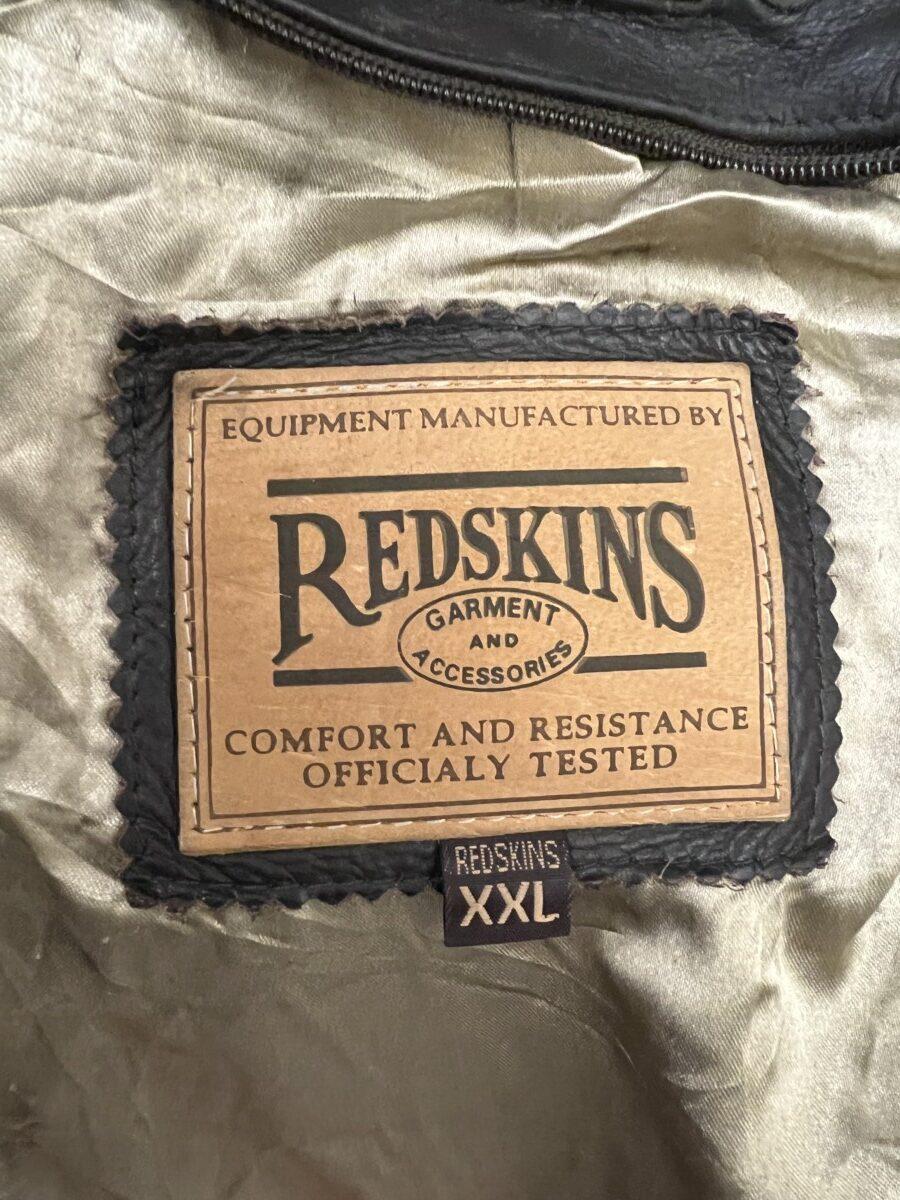 EQUIPMENT MANUFACTURED BY
REDSKINS
GARMENT
AND
ACCESSORIES
COMFORT AND RESISTANCE
OFFICIALY TESTED
REDSKINS
XXL